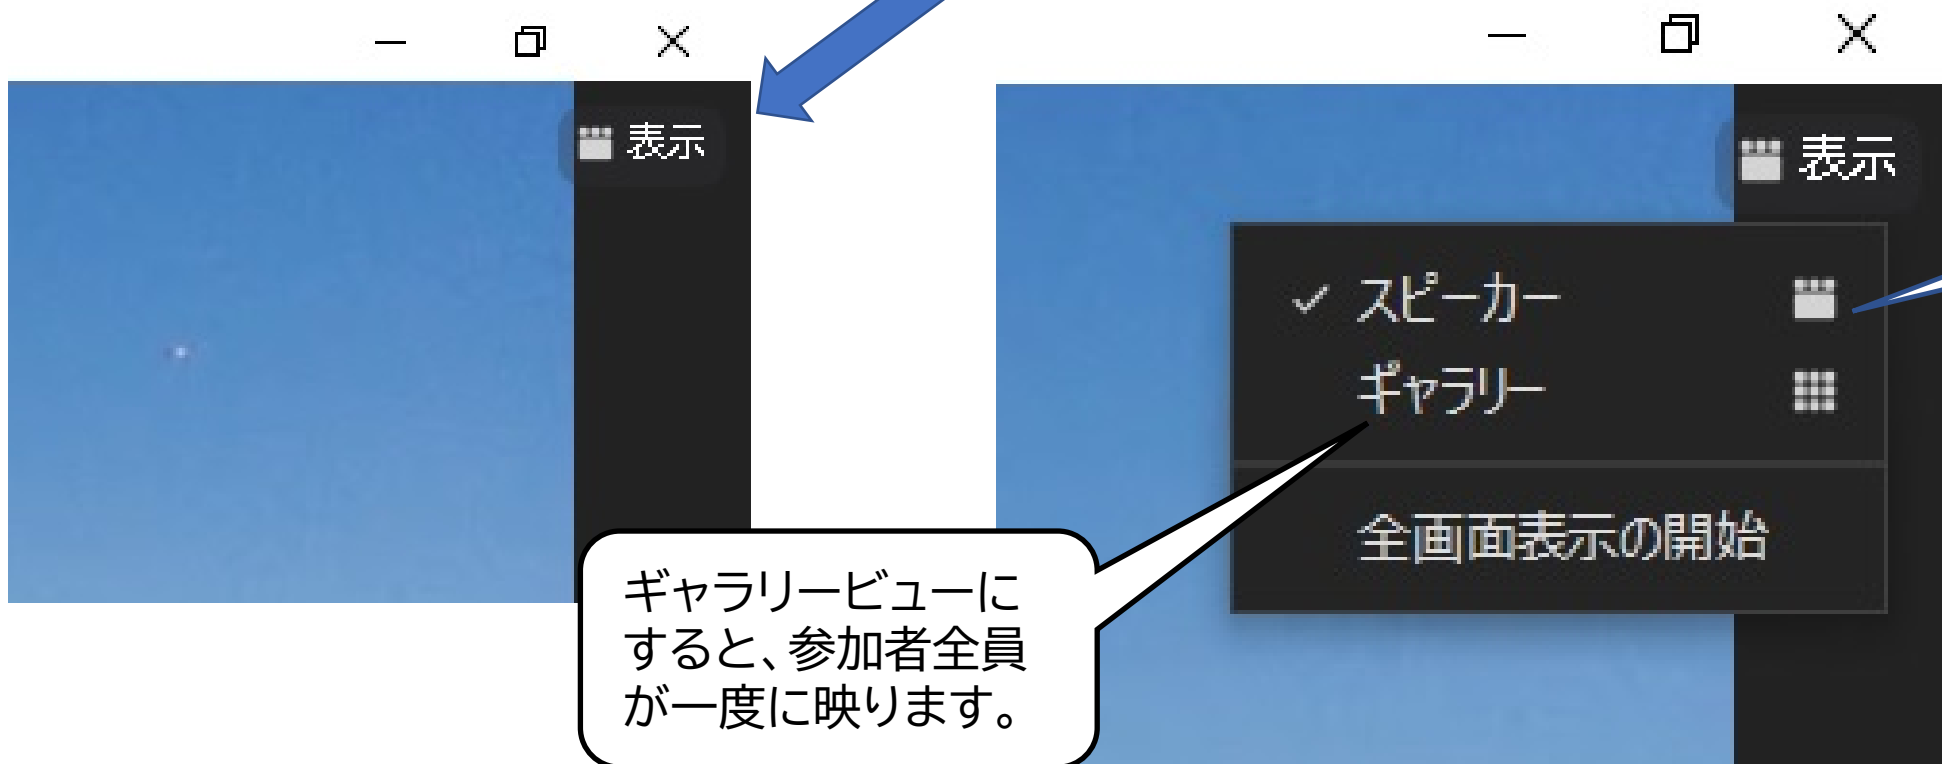 表示
表示
スピーカー
ギャラリー
全画面表示の開始
ギャラリービューに
すると、参加者全員
が一度に映ります。